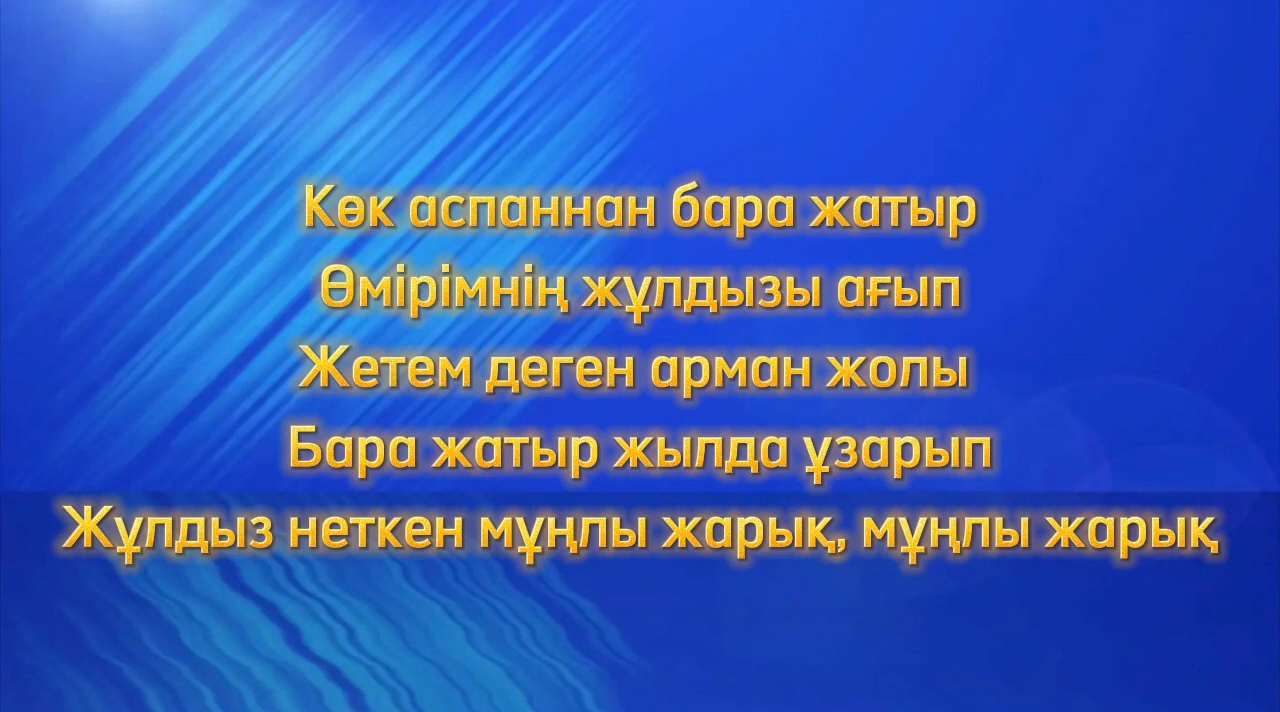 Көк аспаннан бара жатыр
Өмірімнің жұлдызы ағып
Жетем деген арман жолы
Бара жатыр жылда ұзарып
Жұлдыз неткен мұңлы жарық, мұңлы жарық